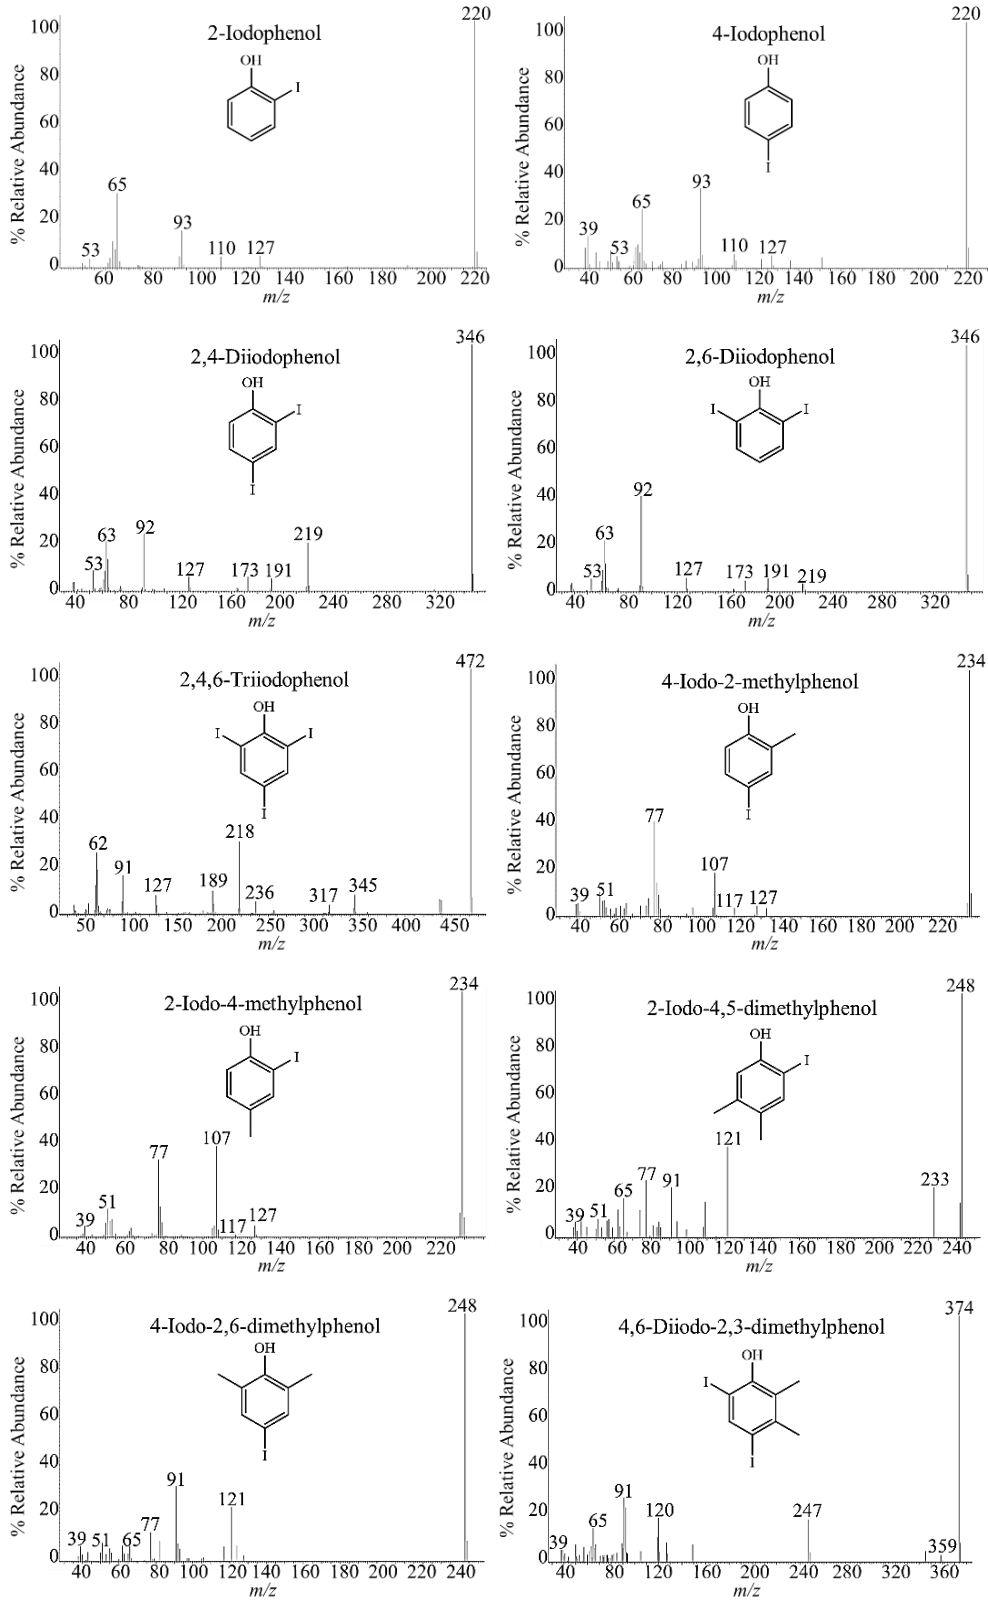 2-Iodophenol
OH
I
% Relative Abundance
100
80
60
40
20
0
220
65
93
53
110
127
60 80 100 120 140 160 180 200 220
m/z
4-Iodophenol
OH
I
% Relative Abundance
100
80
60
40
20
0
220
93
65
39
53
110
127
40 60 80 100 120 140 160 180 200 220
m/z
2,4-Diiodophenol
OH
I
I
% Relative Abundance
100
80
60
40
20
0
346
63
92
219
53
127
173
191
40 80 120 160 200 240 280 320
m/z
2,6-Diiodophenol
OH
I
I
% Relative Abundance
100
80
60
40
20
0
346
92
63
53
127
173
191
219
40 80 120 160 200 240 280 320
m/z
2,4,6-Triiodophenol
OH
I
I
I
% Relative Abundance
100
80
60
40
20
0
472
62
91
127
189
218
236
317
345
50 100 150 200 250 300 350 400 450
m/z
4-Iodo-2-methylphenol
OH
I
% Relative Abundance
100
80
60
40
20
0
234
77
107
39
51
117
127
40 60 80 100 120 140 160 180 200 220
m/z
2-Iodo-4-methylphenol
OH
I
% Relative Abundance
100
80
60
40
20
0
234
107
77
51
39
117
127
40 60 80 100 120 140 160 180 200 220
m/z
2-Iodo-4,5-dimethylphenol
OH
I
% Relative Abundance
100
80
60
40
20
0
248
121
77
91
65
233
39
51
40 60 80 100 120 140 160 180 200 220 240
m/z
4-Iodo-2,6-dimethylphenol
OH
I
% Relative Abundance
100
80
60
40
20
0
248
91
121
77
39
51
65
40 60 80 100 120 140 160 180 200 220 240
m/z
4,6-Diiodo-2,3-dimethylphenol
OH
I
I
% Relative Abundance
100
80
60
40
20
0
374
91
120
247
65
39
359
40 80 120 160 200 240 280 320 360
m/z